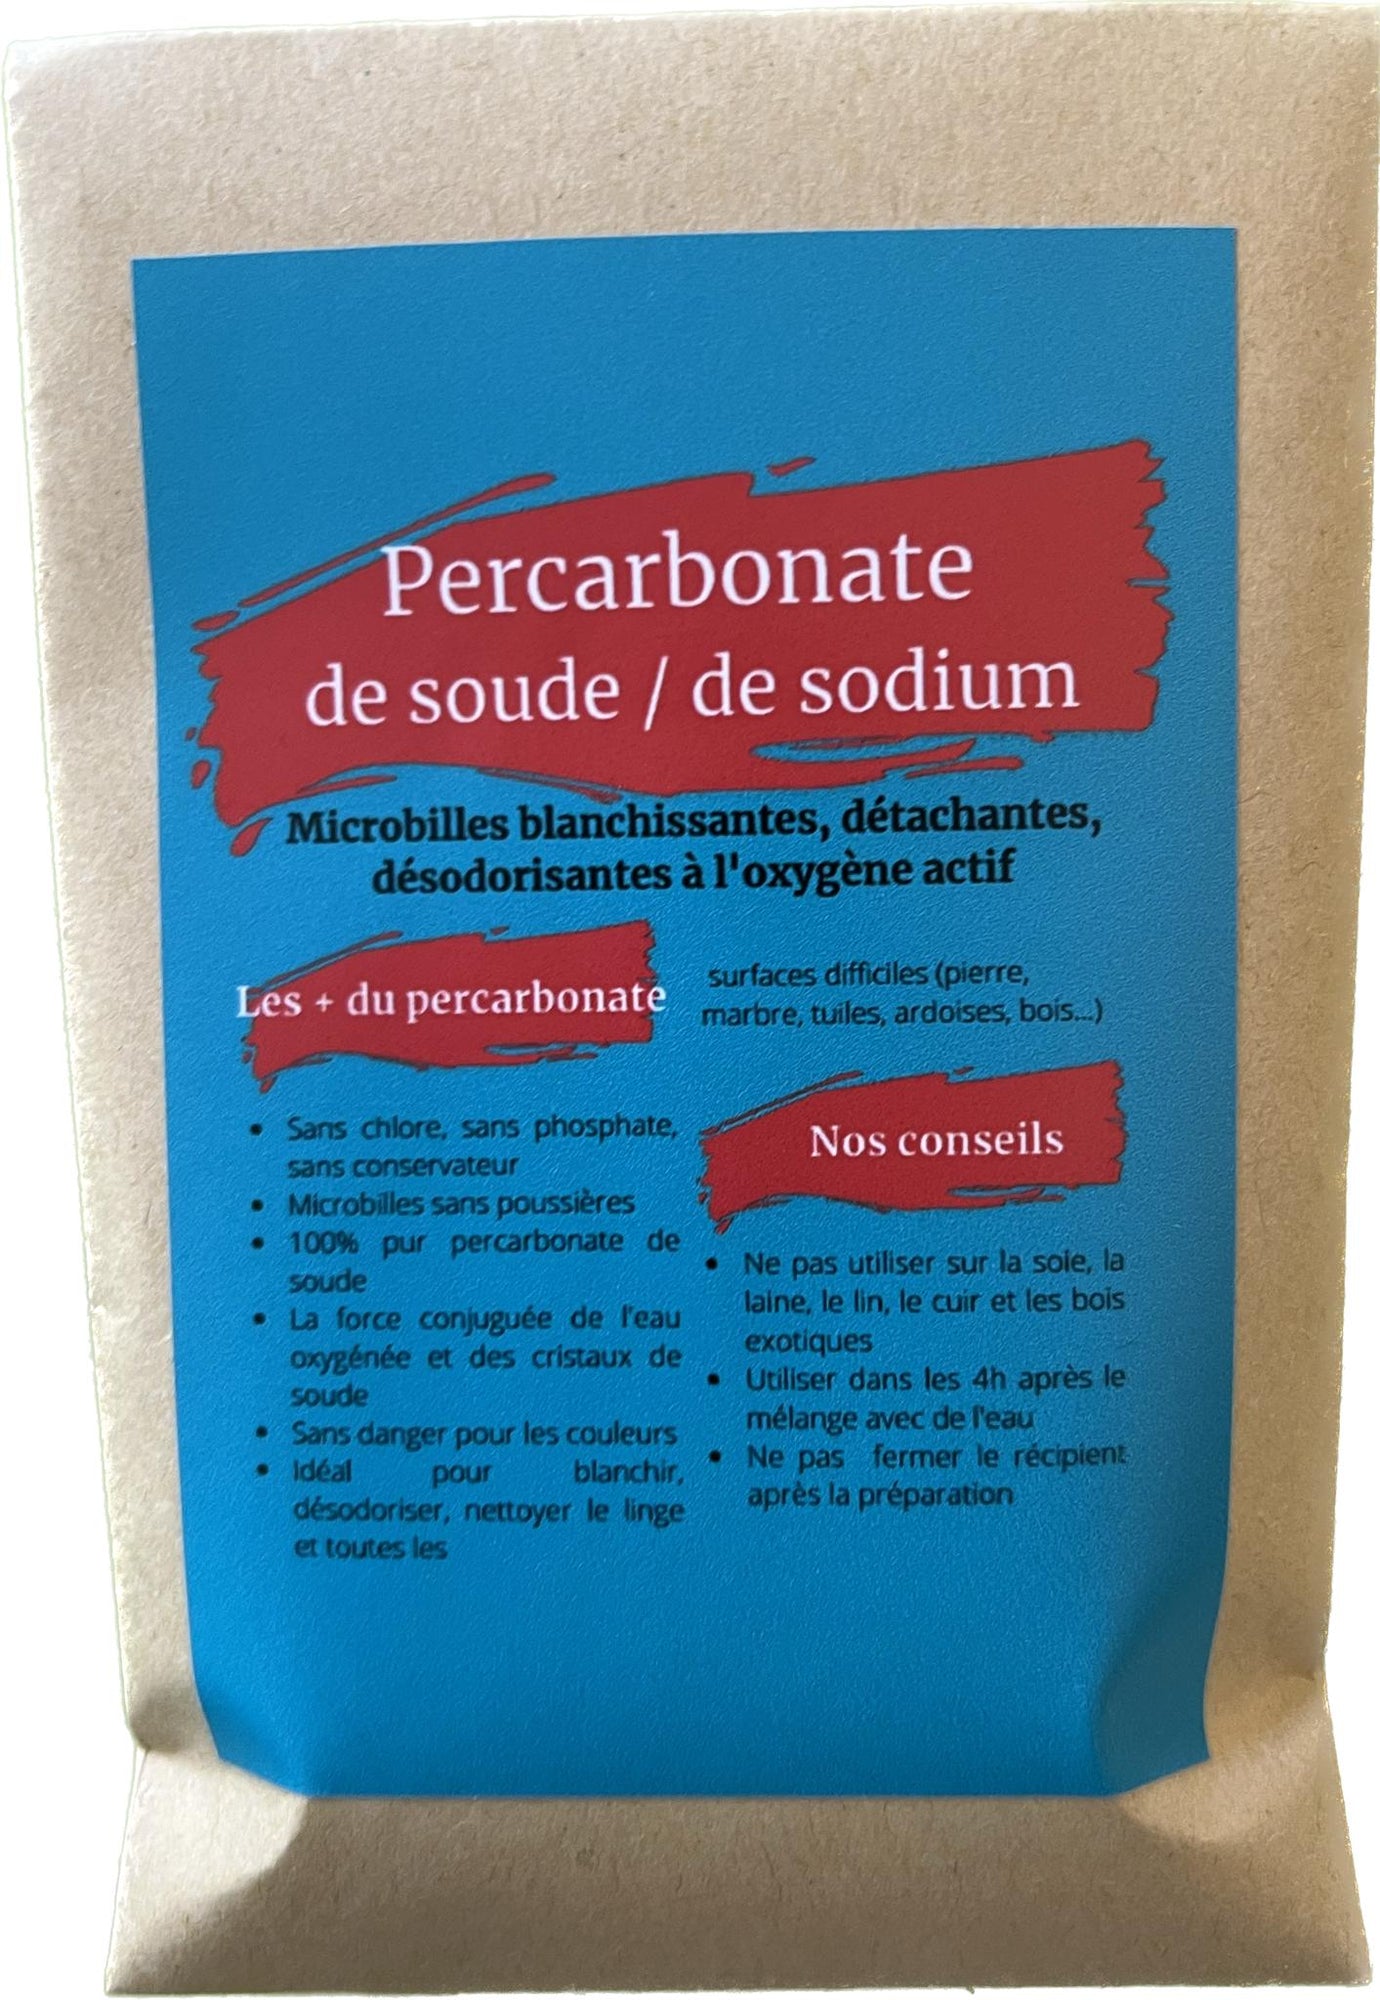 Percarbonate
de soude / de sodium
Microbilles blanchissantes, détachantes,
désodorisantes à l'oxygène actif
Les + du percarbonate
• Sans chlore, sans phosphate,
sans conservateur
• Microbilles sans poussières
• 100% pur percarbonate de
soude
• La force conjuguée de l'eau
oxygénée et des cristaux de
soude
• Sans danger pour les couleurs
• Idéal pour blanchir,
désodoriser, nettoyer le linge
et toutes les
surfaces difficiles (pierre,
marbre, tuiles, ardoises, bois...)
Nos conseils
• Ne pas utiliser sur la soie, la
laine, le lin, le cuir et les bois
exotiques
• Utiliser dans les 4h après le
mélange avec de l'eau
• Ne pas fermer le récipient
après la préparation